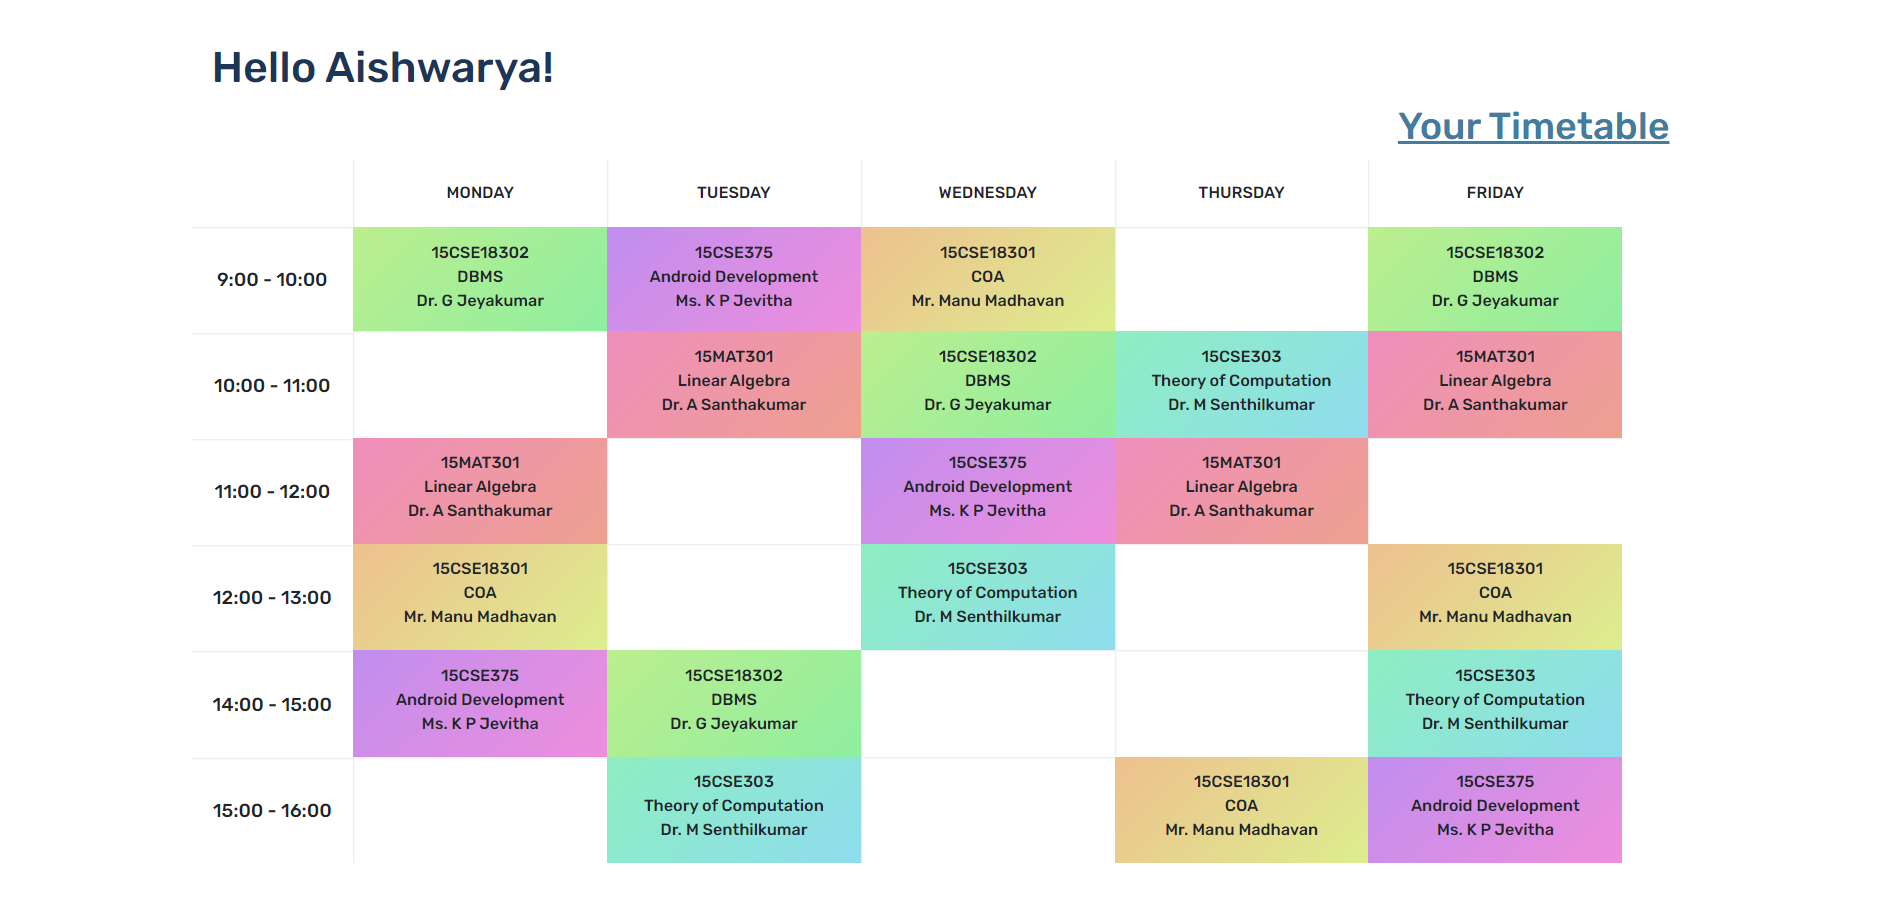 Hello Aishwarya!
Your Timetable
MONDAY TUESDAY WEDNESDAY THURSDAY FRIDAY
9:00 - 10:00
15CSE18302
DBMS
Dr. G Jeyakumar
15CSE375
Android Development
Ms. K P Jevitha
15CSE18301
COA
Mr. Manu Madhavan
15CSE18302
DBMS
Dr. G Jeyakumar
10:00 - 11:00
15MAT301
Linear Algebra
Dr. A Santhakumar
15CSE18302
DBMS
Dr. G Jeyakumar
15CSE303
Theory of Computation
Dr. M Senthilkumar
15MAT301
Linear Algebra
Dr. A Santhakumar
11:00 - 12:00
15MAT301
Linear Algebra
Dr. A Santhakumar
15CSE375
Android Development
Ms. K P Jevitha
15MAT301
Linear Algebra
Dr. A Santhakumar
12:00 - 13:00
15CSE18301
COA
Mr. Manu Madhavan
15CSE303
Theory of Computation
Dr. M Senthilkumar
15CSE18301
COA
Mr. Manu Madhavan
14:00 - 15:00
15CSE375
Android Development
Ms. K P Jevitha
15CSE18302
DBMS
Dr. G Jeyakumar
15CSE303
Theory of Computation
Dr. M Senthilkumar
15:00 - 16:00
15CSE303
Theory of Computation
Dr. M Senthilkumar
15CSE18301
COA
Mr. Manu Madhavan
15CSE375
Android Development
Ms. K P Jevitha